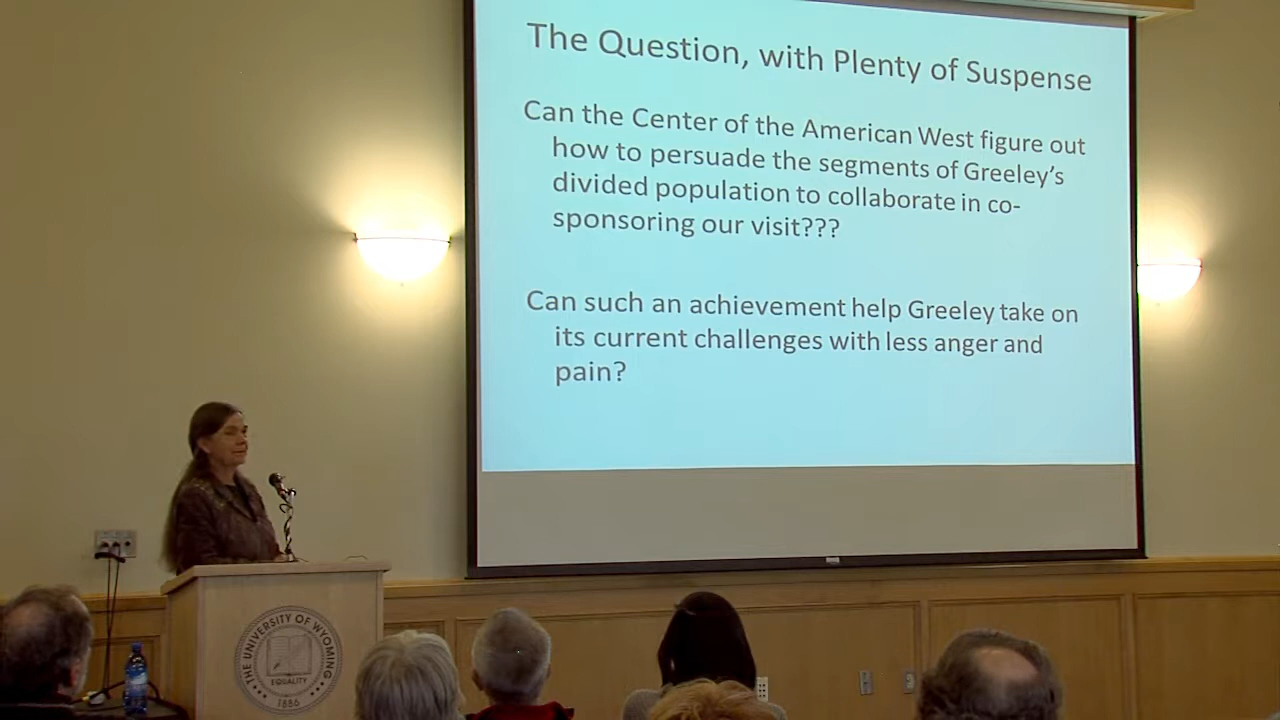 The Question, with Plenty of Suspense
Can the Center of the American West figure out
how to persuade the segments of Greeley's
divided population to collaborate in co-
sponsoring our visit???
Can such an achievement help Greeley take on
its current challenges with less anger and
pain?
THE UNIVERSITY OF WYOMING
EQUALITY
1886